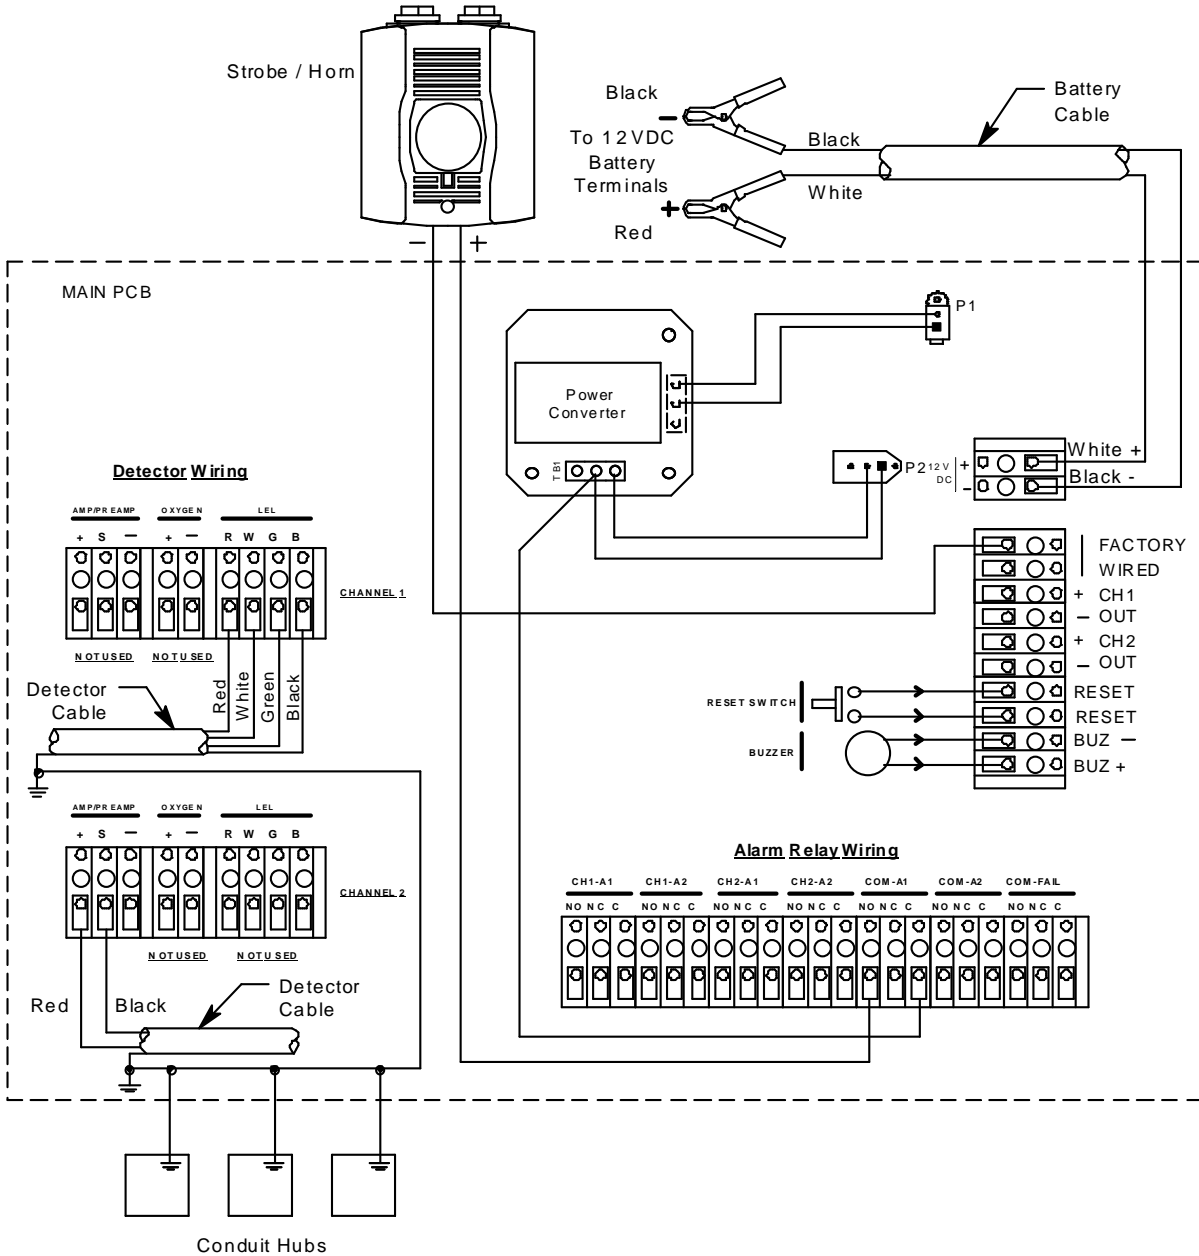 Strobe / Horn
Black
−
To 12VDC
Battery
Terminals
+
Red
Black
White
Battery
Cable
− +
MAIN PCB
P1
Power
Converter
TB1
P2
12V
DC
+
−
White +
Black -
Detector Wiring
AMP/PREAMP OXYGEN LEL
+ S − + − R W G B
CHANNEL 1
NOT USED NOT USED
Red
White
Green
Black
Detector
Cable
FACTORY
WIRED
+ CH1
− OUT
+ CH2
− OUT
RESET
RESET
BUZ −
BUZ +
RESET SWITCH
BUZZER
AMP/PREAMP OXYGEN LEL
+ S − + − R W G B
CHANNEL 2
NOT USED NOT USED
Red
Black
Detector
Cable
Alarm Relay Wiring
CH1-A1 CH1-A2 CH2-A1 CH2-A2 COM-A1 COM-A2 COM-FAIL
NO NC C NO NC C NO NC C NO NC C NO NC C NO NC C NO NC C
Conduit Hubs